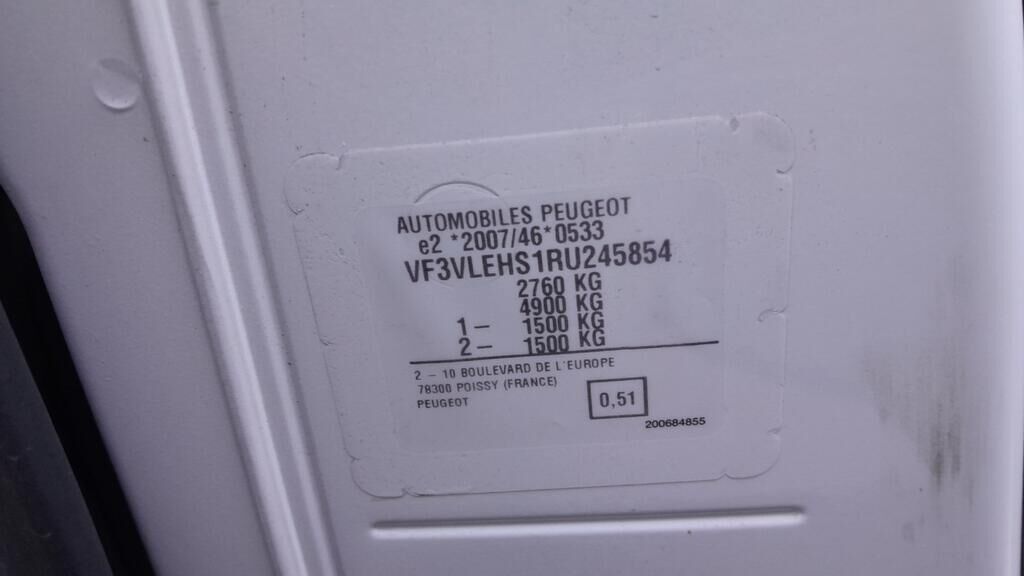 AUTOMOBILES PEUGEOT
e2 *2007/46*0533
VF3VLEHS1RU245854
2760 KG
4900 KG
1- 1500 KG
2- 1500 KG
2 - 10 BOULEVARD DE L'EUROPE
78300 POISSY (FRANCE)
PEUGEOT
0,51
200684855